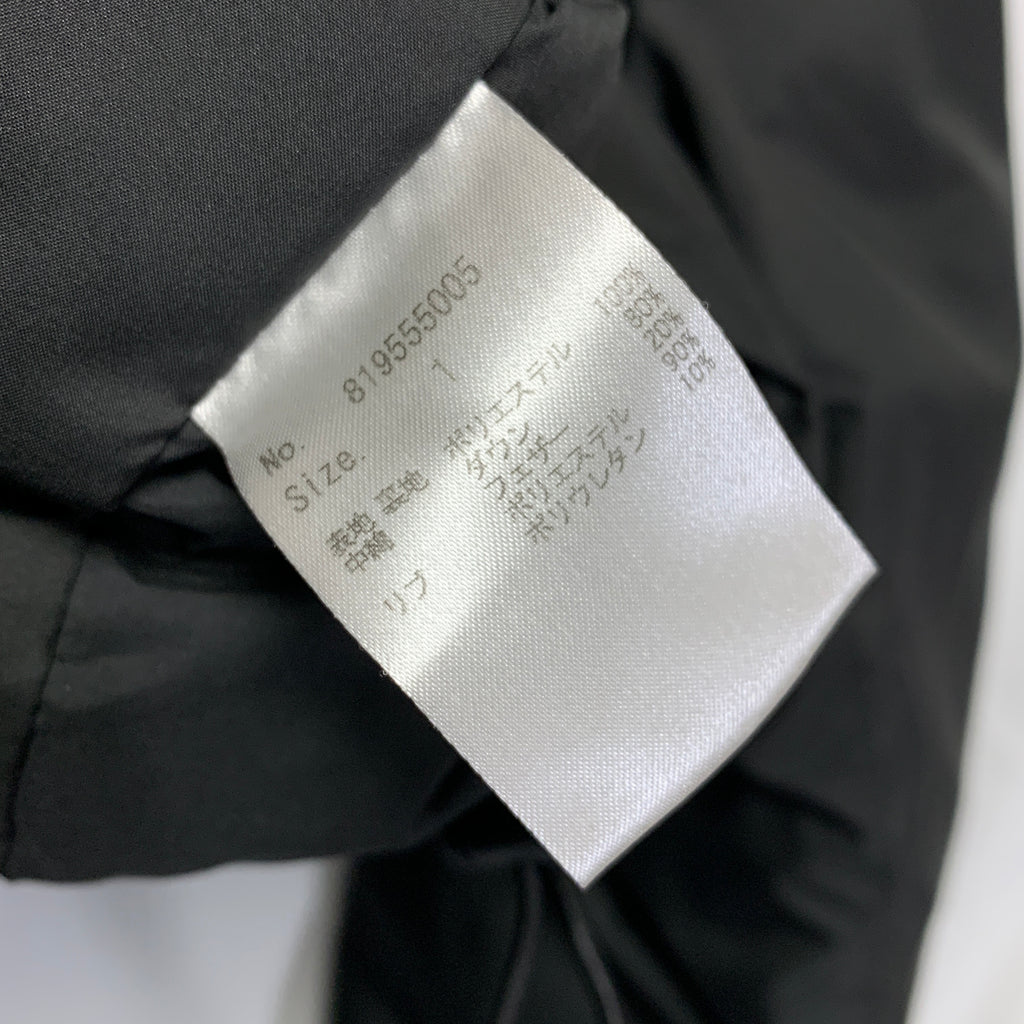 No. 819555005
Size. 1
表地 裏地 ポリエステル 100%
中綿 ダウン 80%
フェザー 20%
リブ ポリエステル 90%
ポリウレタン 10%